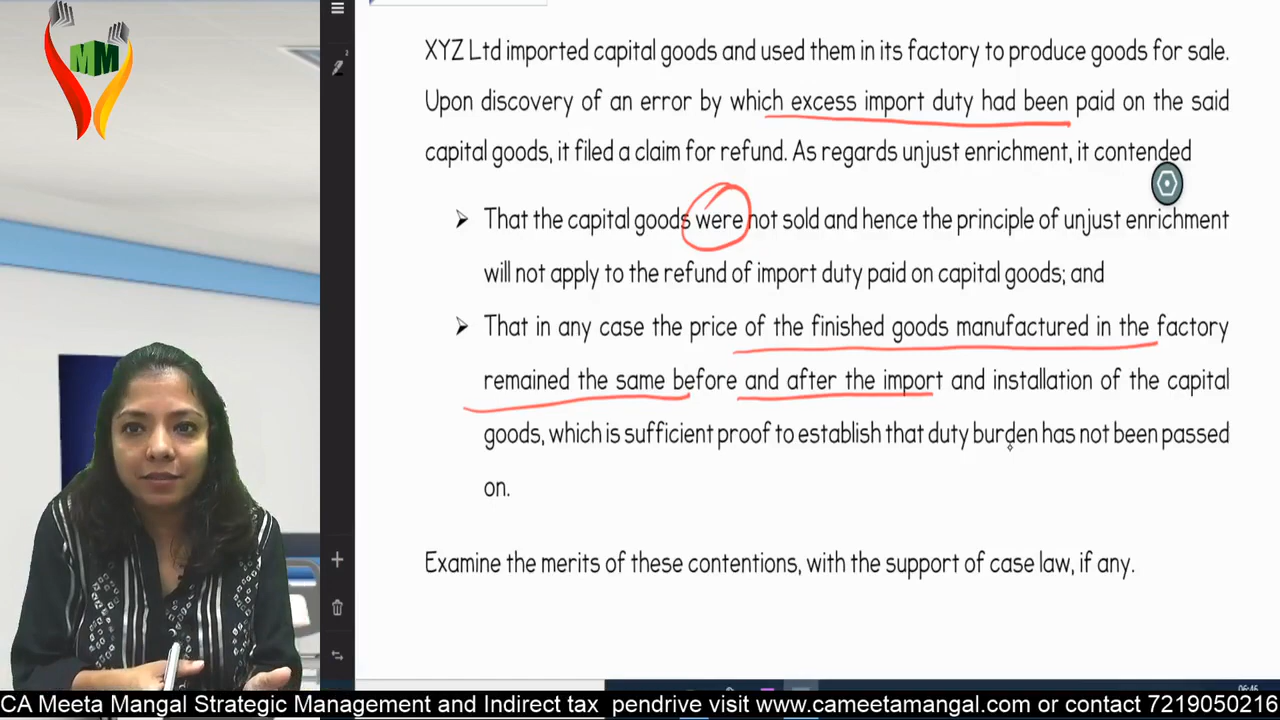 MM
XYZ Ltd imported capital goods and used them in its factory to produce goods for sale.
Upon discovery of an error by which excess import duty had been paid on the said
capital goods, it filed a claim for refund. As regards unjust enrichment, it contended
➢ That the capital goods were not sold and hence the principle of unjust enrichment
will not apply to the refund of import duty paid on capital goods; and
➢ That in any case the price of the finished goods manufactured in the factory
remained the same before and after the import and installation of the capital
goods, which is sufficient proof to establish that duty burden has not been passed
on.
Examine the merits of these contentions, with the support of case law, if any.
CA Meeta Mangal Strategic Management and Indirect tax pendrive visit www.cameetamangal.com or contact 7219050216